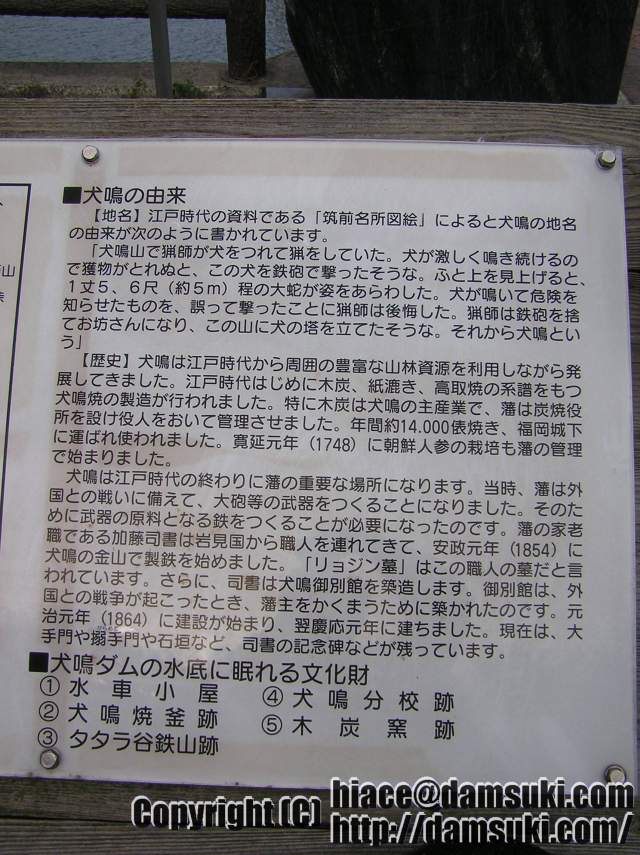 ■犬鳴の由来
【地名】江戸時代の資料である「筑前名所図絵」によると犬鳴の地名
の由来が次のように書かれています。
「犬鳴山で猟師が犬をつれて猟をしていた。犬が激しく鳴き続けるの
で獲物がとれぬと、この犬を鉄砲で撃ったそうな。ふと上を見上げると、
1丈5、6尺（約5m）程の大蛇が姿をあらわした。犬が鳴いて危険を
知らせたものを、誤って撃ったことに猟師は後悔した。猟師は鉄砲を捨
てお坊さんになり、この山に犬の塔を立てたそうな。それから犬鳴とい
う」
【歴史】犬鳴は江戸時代から周囲の豊富な山林資源を利用しながら発
展してきました。江戸時代はじめに木炭、紙漉き、高取焼の系譜をもつ
犬鳴焼の製造が行われました。特に木炭は犬鳴の主産業で、藩は炭焼役
所を設け役人をおいて管理させました。年間約14.000俵焼き、福岡城下
に運ばれ使われました。寛延元年（1748）に朝鮮人参の栽培も藩の管理
で始まりました。
犬鳴は江戸時代の終わりに藩の重要な場所になります。当時、藩は外
国との戦いに備えて、大砲等の武器をつくることになりました。そのた
めに武器の原料となる鉄をつくることが必要になったのです。藩の家老
職である加藤司書は岩見国から職人を連れてきて、安政元年（1854）に
犬鳴の金山で製鉄を始めました。「リョジン墓」はこの職人の墓だと言
われています。さらに、司書は犬鳴御別館を築造します。御別館は、外
国との戦争が起こったとき、藩主をかくまうために築かれたのです。元
治元年（1864）に建設が始まり、翌慶応元年に建ちました。現在は、大
手門や搦手門や石垣など、司書の記念碑などが残っています。
■犬鳴ダムの水底に眠れる文化財
①水車小屋 ④犬鳴分校跡
②犬鳴焼釜跡 ⑤木炭窯跡
③タタラ谷鉄山跡
山
Copyright (C) hiace@damsuki.com
http://damsuki.com/